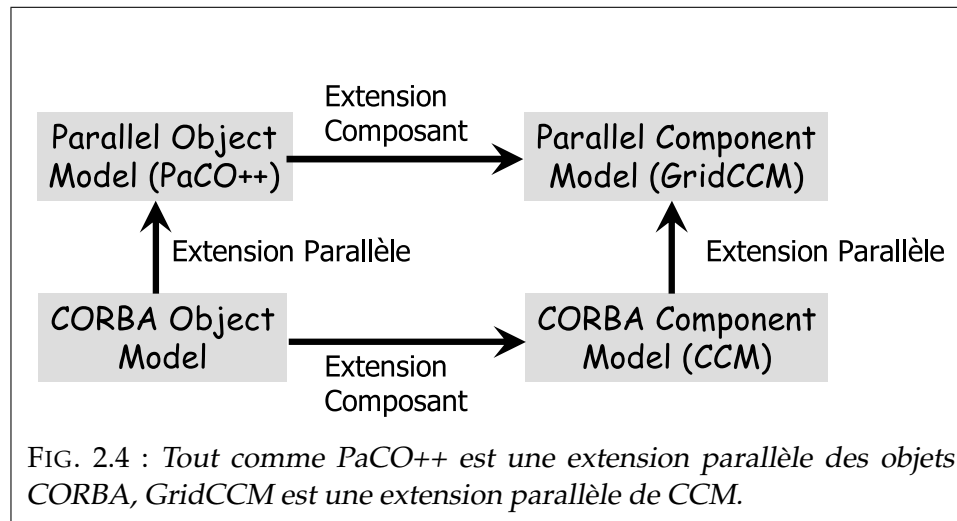 Extension
Composant
Parallel Object
Model (PaCO++)
Parallel Component
Model (GridCCM)
Extension Parallèle
Extension Parallèle
CORBA Object
Model
CORBA Component
Model (CCM)
Extension
Composant
FIG. 2.4 : Tout comme PaCO++ est une extension parallèle des objets
CORBA, GridCCM est une extension parallèle de CCM.